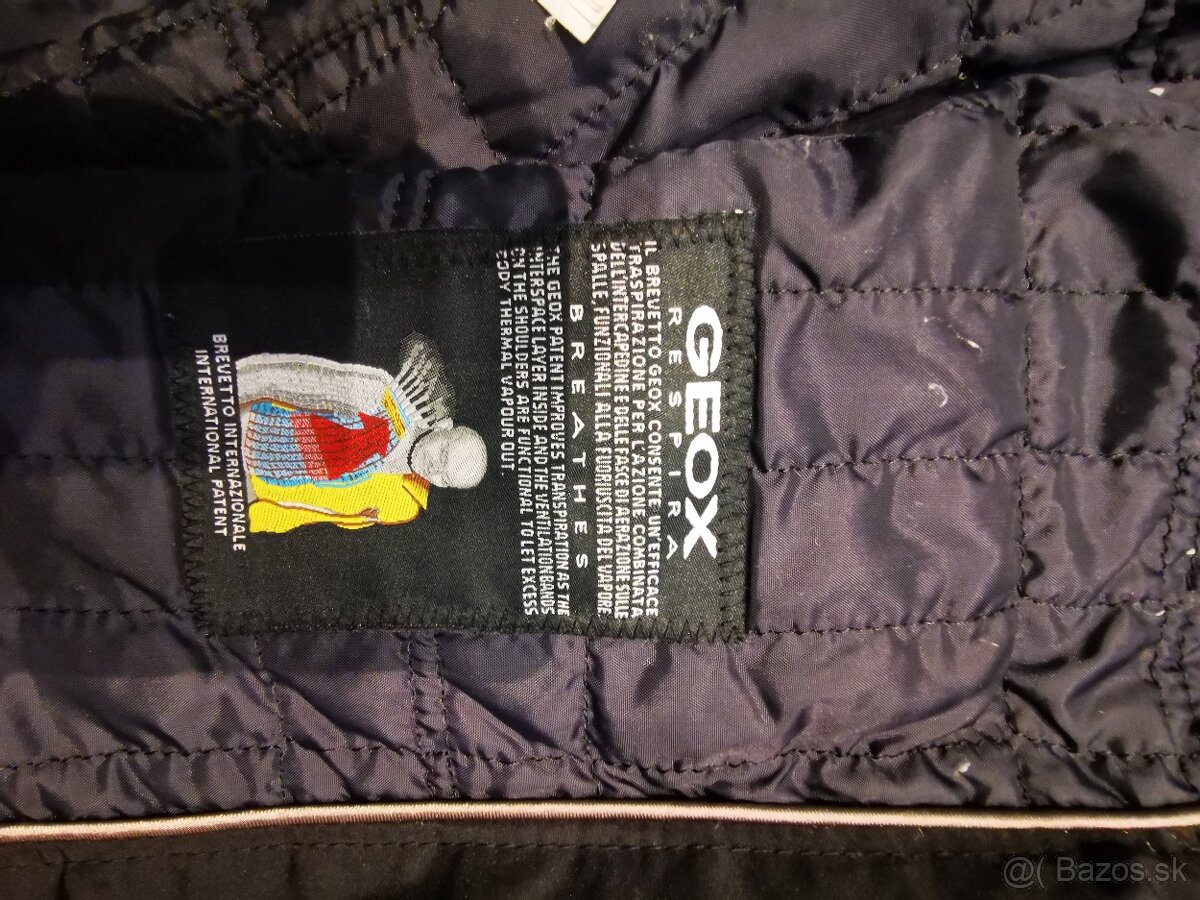 GEOX
RESPIRA
IL BREVETTO GEOX CONSENTE UN'EFFICACE
TRASPIRAZIONE PER L'AZIONE COMBINATA
DELL'INTERCAPEDINE E DELLE FASCE DI AERAZIONE SULLE
SPALLE, FUNZIONALI ALLA FUORIUSCITA DEL VAPORE
BREATHES
THE GEOX PATENT IMPROVES TRANSPIRATION AS THE
INTERSPACE LAYER INSIDE AND THE VENTILATION BANDS
ON THE SHOULDERS ARE FUNCTIONAL TO LET EXCESS
BODY THERMAL VAPOUR OUT
BREVETTO INTERNAZIONALE
INTERNATIONAL PATENT
@( Bazos.sk